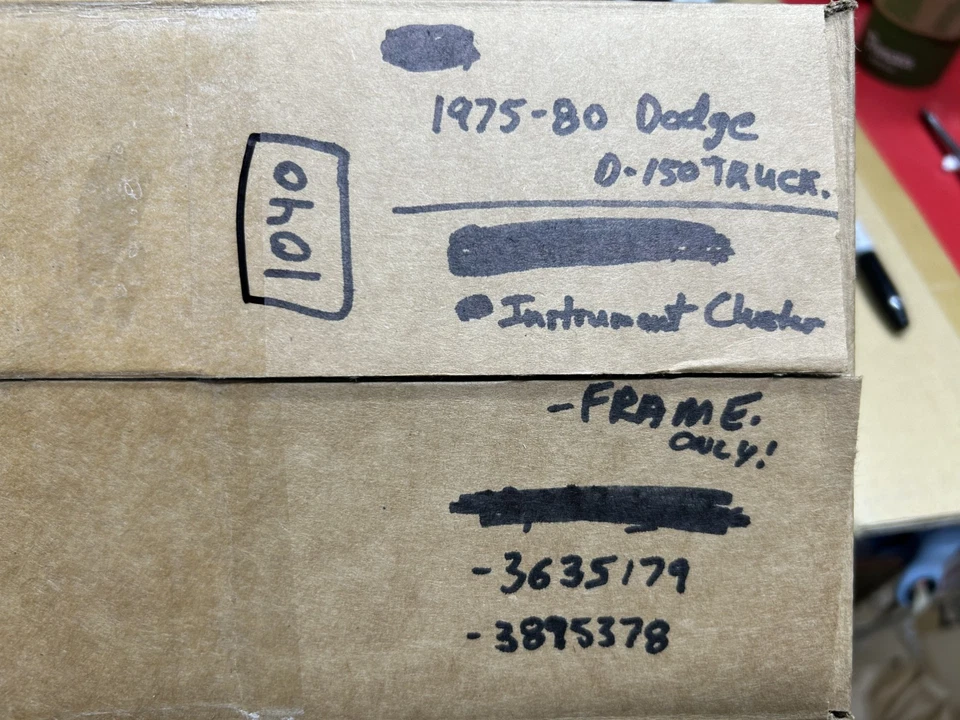 1975-80 Dodge
D-150 TRUCK.
1040
Instrument Cluster
-FRAME.
ONLY!
-3635179
-3895378